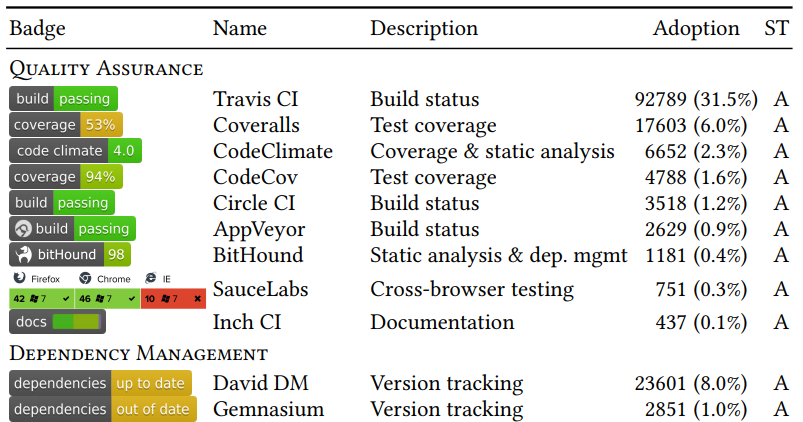 Badge Name Description Adoption ST
Quality Assurance
build passing Travis CI Build status 92789 (31.5%) A
coverage 53% Coveralls Test coverage 17603 (6.0%) A
code climate 4.0 CodeClimate Coverage & static analysis 6652 (2.3%) A
coverage 94% CodeCov Test coverage 4788 (1.6%) A
build passing Circle CI Build status 3518 (1.2%) A
build passing AppVeyor Build status 2629 (0.9%) A
bitHound 98 BitHound Static analysis & dep. mgmt 1181 (0.4%) A
Firefox Chrome IE
42 7 ✓ 46 7 ✓ 10 7 ✖ SauceLabs Cross-browser testing 751 (0.3%) A
docs Inch CI Documentation 437 (0.1%) A
Dependency Management
dependencies up to date David DM Version tracking 23601 (8.0%) A
dependencies out of date Gemnasium Version tracking 2851 (1.0%) A